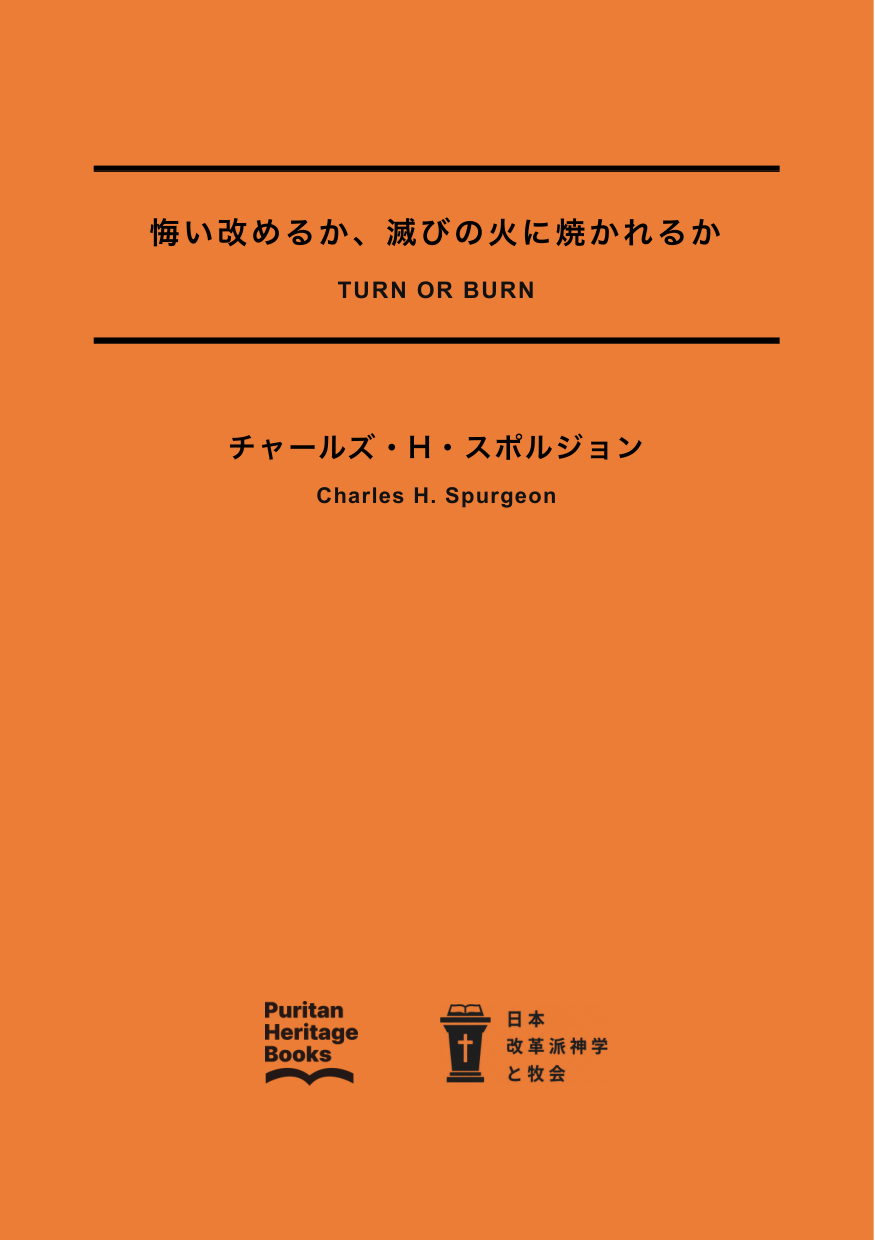 悔い改めるか、滅びの火に焼かれるか
TURN OR BURN
チャールズ・H・スポルジョン
Charles H. Spurgeon
Puritan
Heritage
Books
日本
改革派神学
と牧会